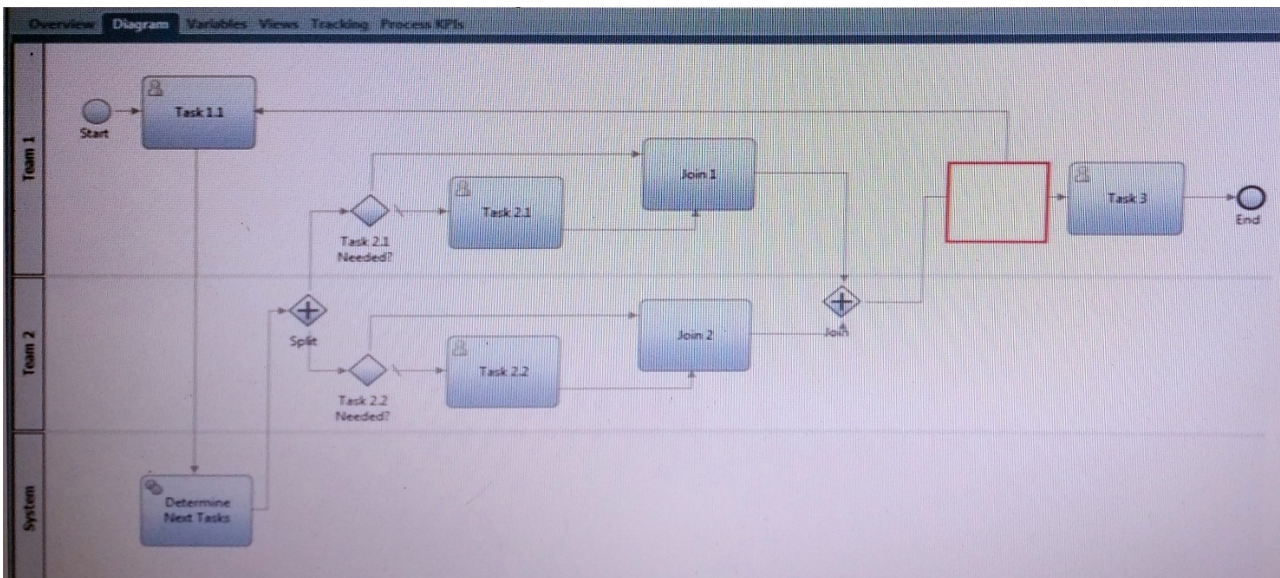 Overview Diagram Variables Views Tracking Process KPIs
Team 1
Start
Task 1.1
Task 2.1
Needed?
Task 2.1
Join 1
Task 3
End
Team 2
Split
Task 2.2
Needed?
Task 2.2
Join 2
Join
System
Determine
Next Tasks